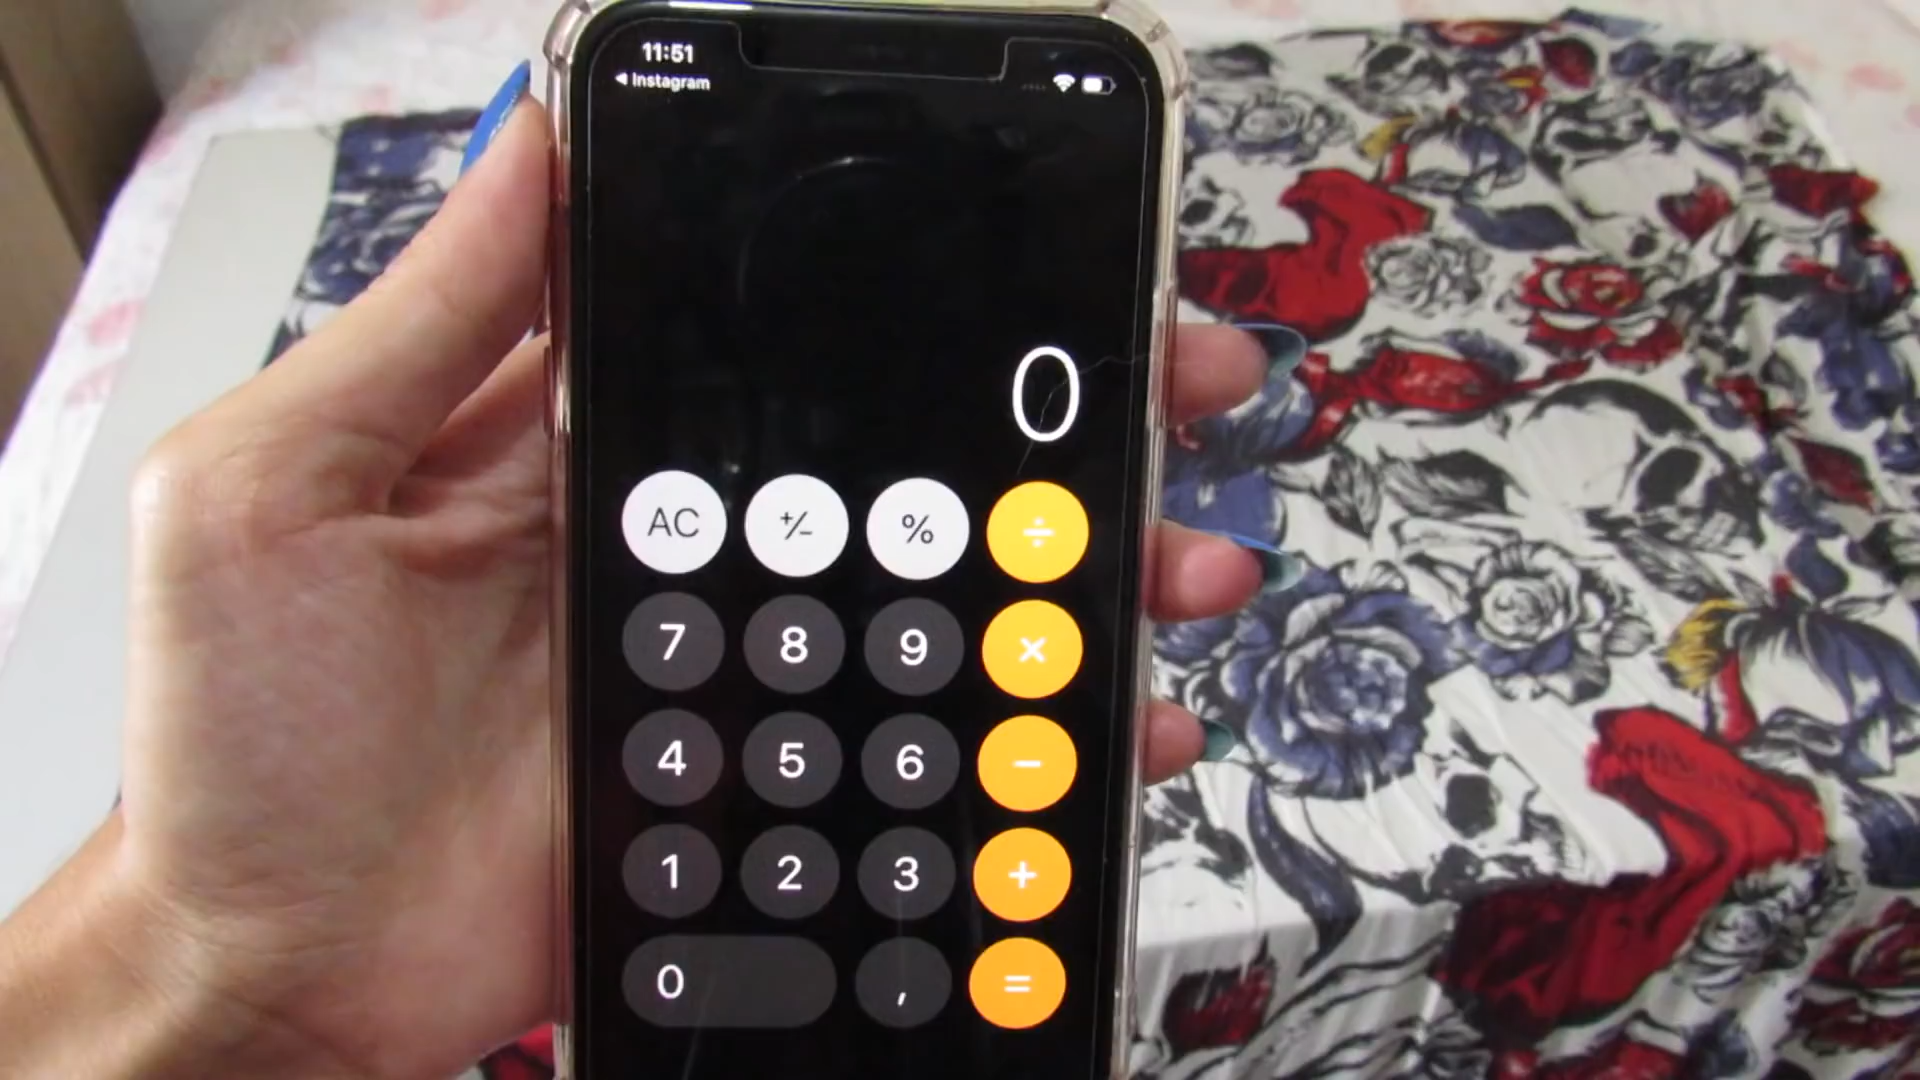 11:51
◀ Instagram
0
AC +/− % ÷
7 8 9 ×
4 5 6 −
1 2 3 +
0 , =